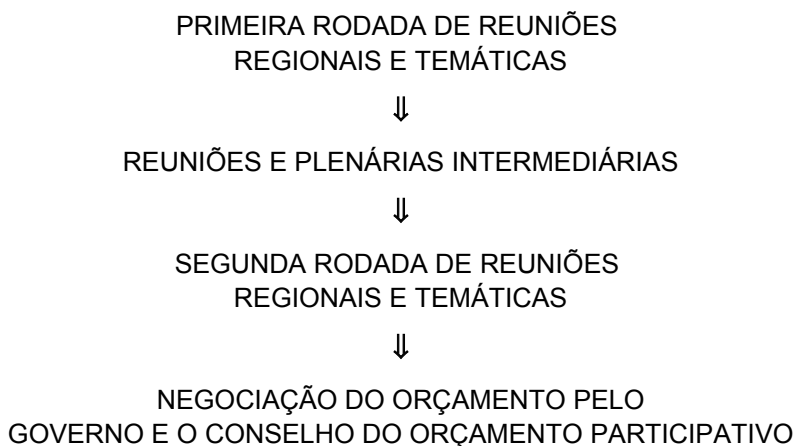 PRIMEIRA RODADA DE REUNIÕES
REGIONAIS E TEMÁTICAS
⇓
REUNIÕES E PLENÁRIAS INTERMEDIÁRIAS
⇓
SEGUNDA RODADA DE REUNIÕES
REGIONAIS E TEMÁTICAS
⇓
NEGOCIAÇÃO DO ORÇAMENTO PELO
GOVERNO E O CONSELHO DO ORÇAMENTO PARTICIPATIVO